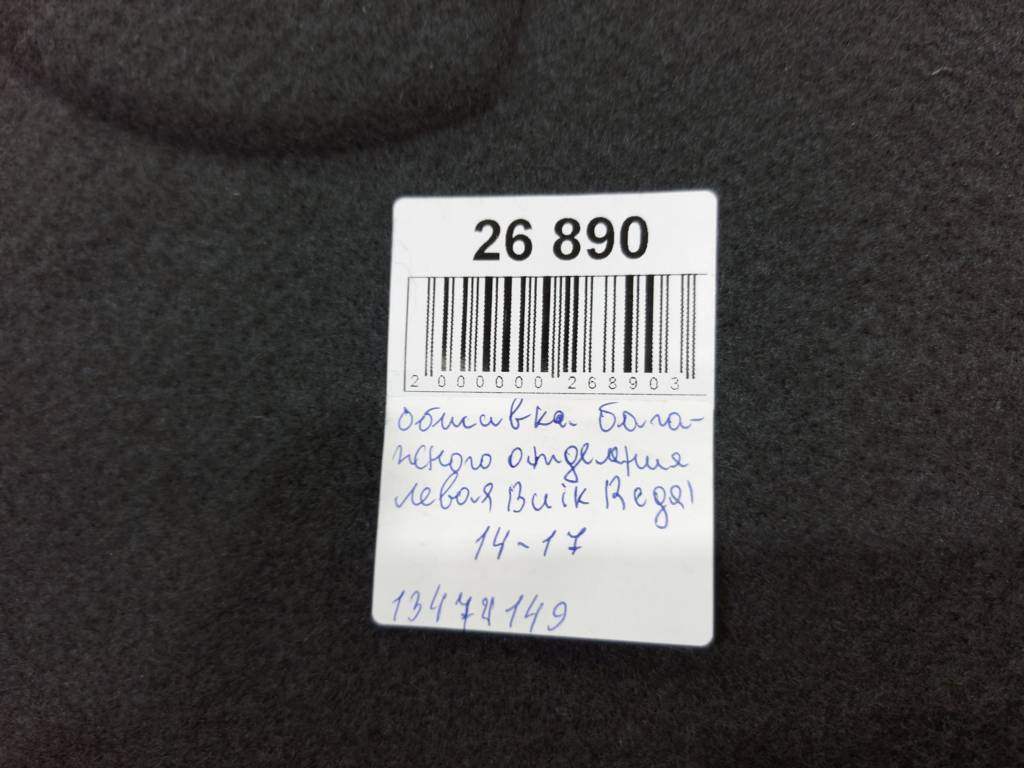 26 890
2 000000 268903
обшивка бага-
жного отделения
левая Buik Regal
14-17
13474149